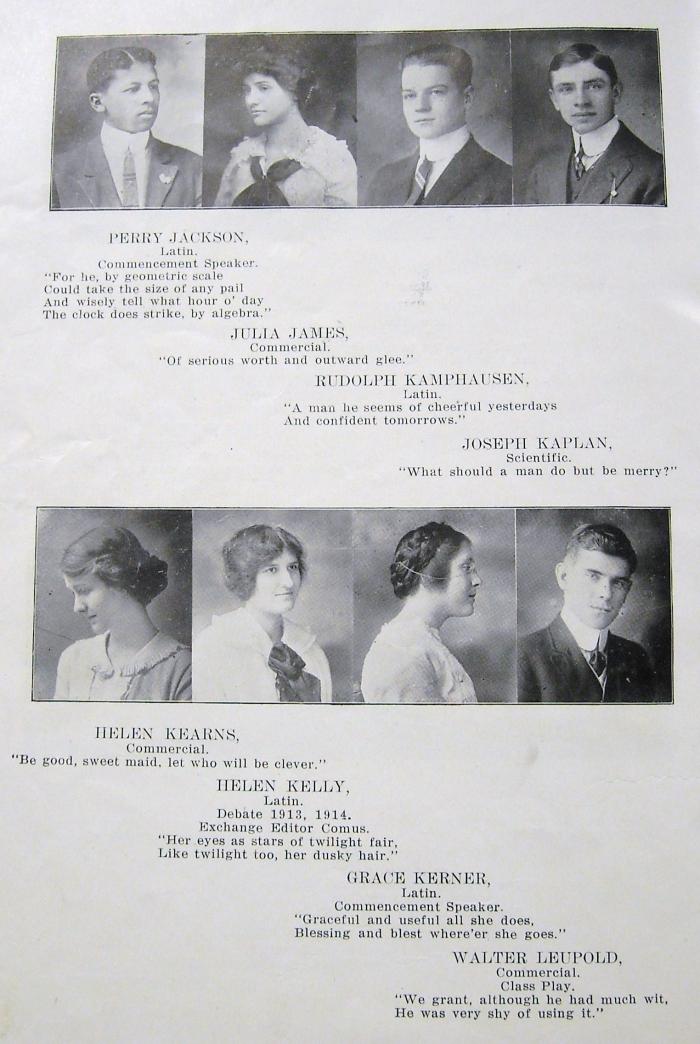 PERRY JACKSON,
Latin.
Commencement Speaker.
"For he, by geometric scale
Could take the size of any pail
And wisely tell what hour o' day
The clock does strike, by algebra."
JULIA JAMES,
Commercial.
"Of serious worth and outward glee."
RUDOLPH KAMPHAUSEN,
Latin.
"A man he seems of cheerful yesterdays
And confident tomorrows."
JOSEPH KAPLAN,
Scientific.
"What should a man do but be merry?"
HELEN KEARNS,
Commercial.
"Be good, sweet maid, let who will be clever."
HELEN KELLY,
Latin.
Debate 1913, 1914.
Exchange Editor Comus.
"Her eyes as stars of twilight fair,
Like twilight too, her dusky hair."
GRACE KERNER,
Latin.
Commencement Speaker.
"Graceful and useful all she does,
Blessing and blest where'er she goes."
WALTER LEUPOLD,
Commercial.
Class Play.
"We grant, although he had much wit,
He was very shy of using it."